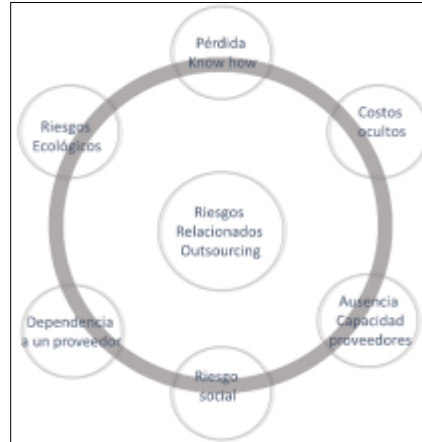 Pérdida
Know how
Costos
ocultos
Ausencia
Capacidad
proveedores
Riesgo
social
Dependencia
a un proveedor
Riesgos
Ecológicos
Riesgos
Relacionados
Outsourcing